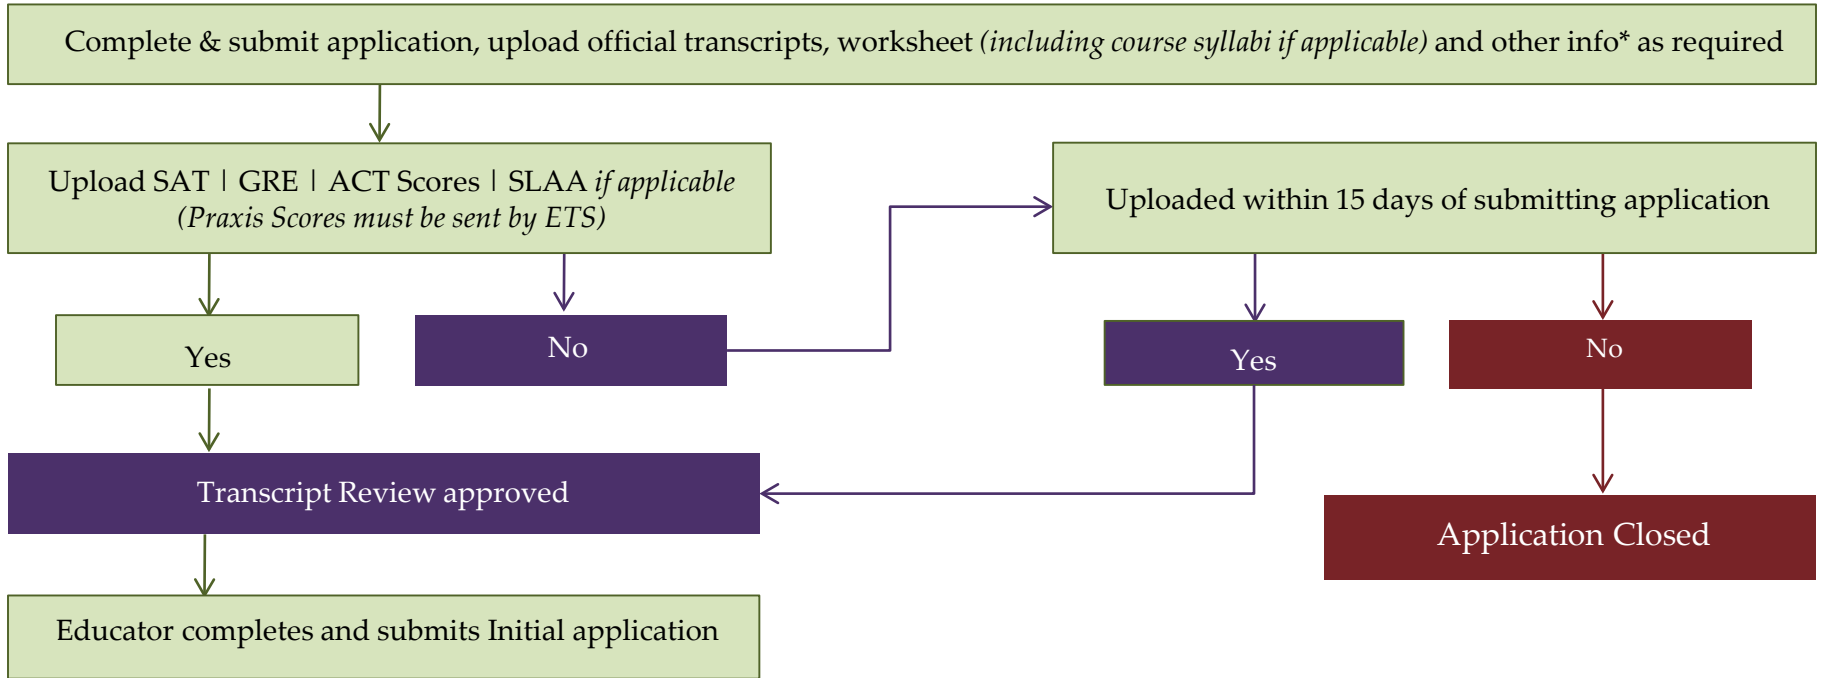 Complete & submit application, upload official transcripts, worksheet (including course syllabi if applicable) and other info* as required
Upload SAT | GRE | ACT Scores | SLAA if applicable
(Praxis Scores must be sent by ETS)
Uploaded within 15 days of submitting application
Yes
No
Yes
No
Transcript Review approved
Application Closed
Educator completes and submits Initial application